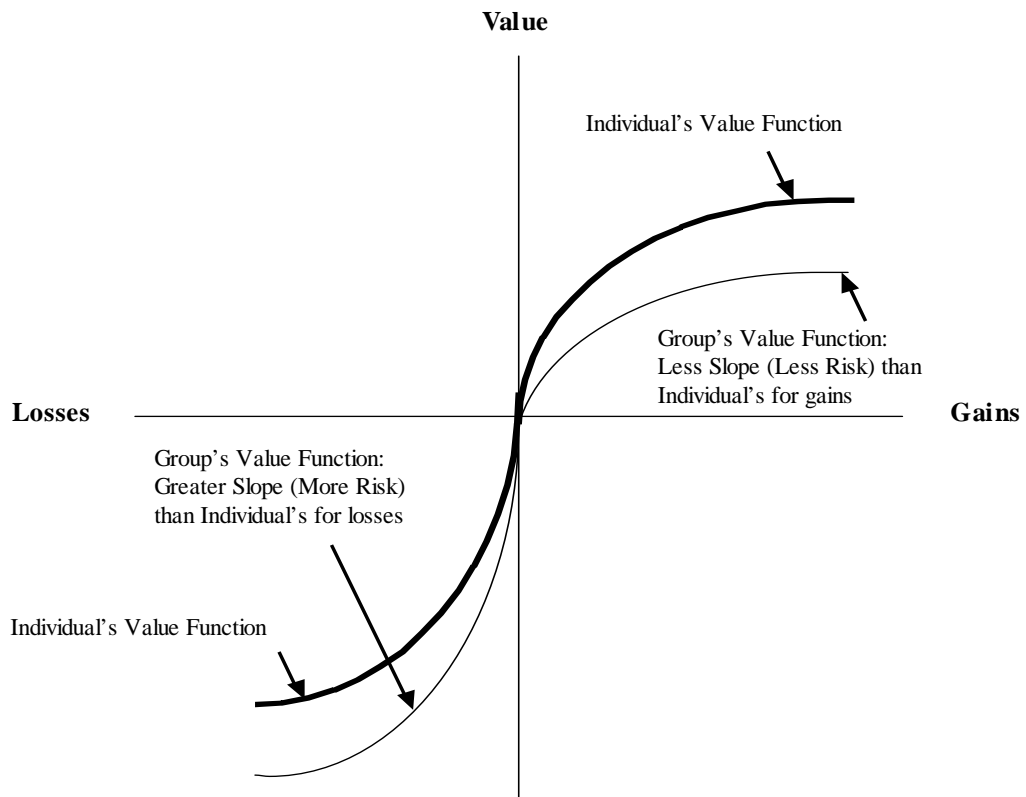 Value
Individual's Value Function
Group's Value Function:
Less Slope (Less Risk) than
Individual's for gains
Losses
Gains
Group's Value Function:
Greater Slope (More Risk)
than Individual's for losses
Individual's Value Function